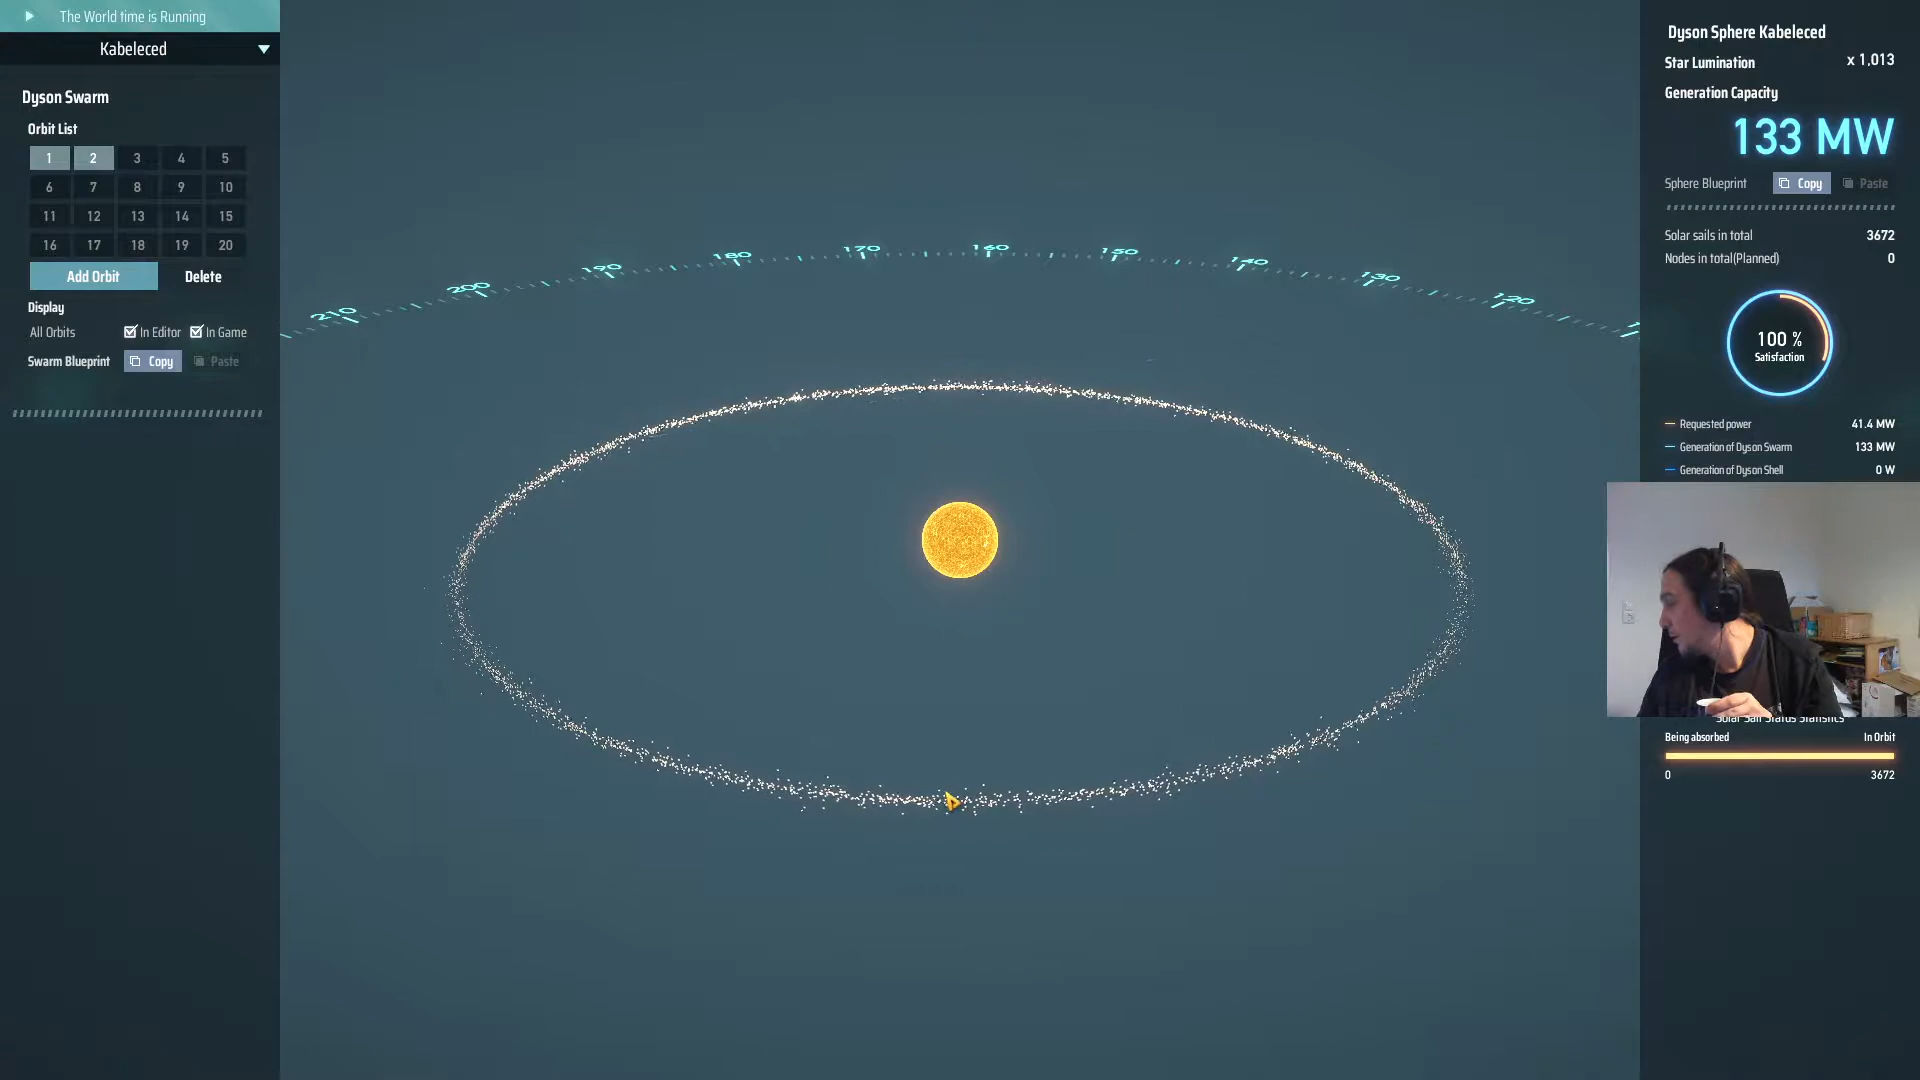 The World time is Running
Kabeleced
Dyson Swarm
Orbit List
1 2 3 4 5
6 7 8 9 10
11 12 13 14 15
16 17 18 19 20
Add Orbit Delete
Display
All Orbits In Editor In Game
Swarm Blueprint Copy Paste
210 200 190 180 170 160 150 140 130 120
Dyson Sphere Kabeleced
Star Lumination x 1,013
Generation Capacity
133 MW
Sphere Blueprint Copy Paste
Solar sails in total 3672
Nodes in total(Planned) 0
100 %
Satisfaction
Requested power 41.4 MW
Generation of Dyson Swarm 133 MW
Generation of Dyson Shell 0 W
Solar Sail Status Statistics
Being absorbed In Orbit
0 3672